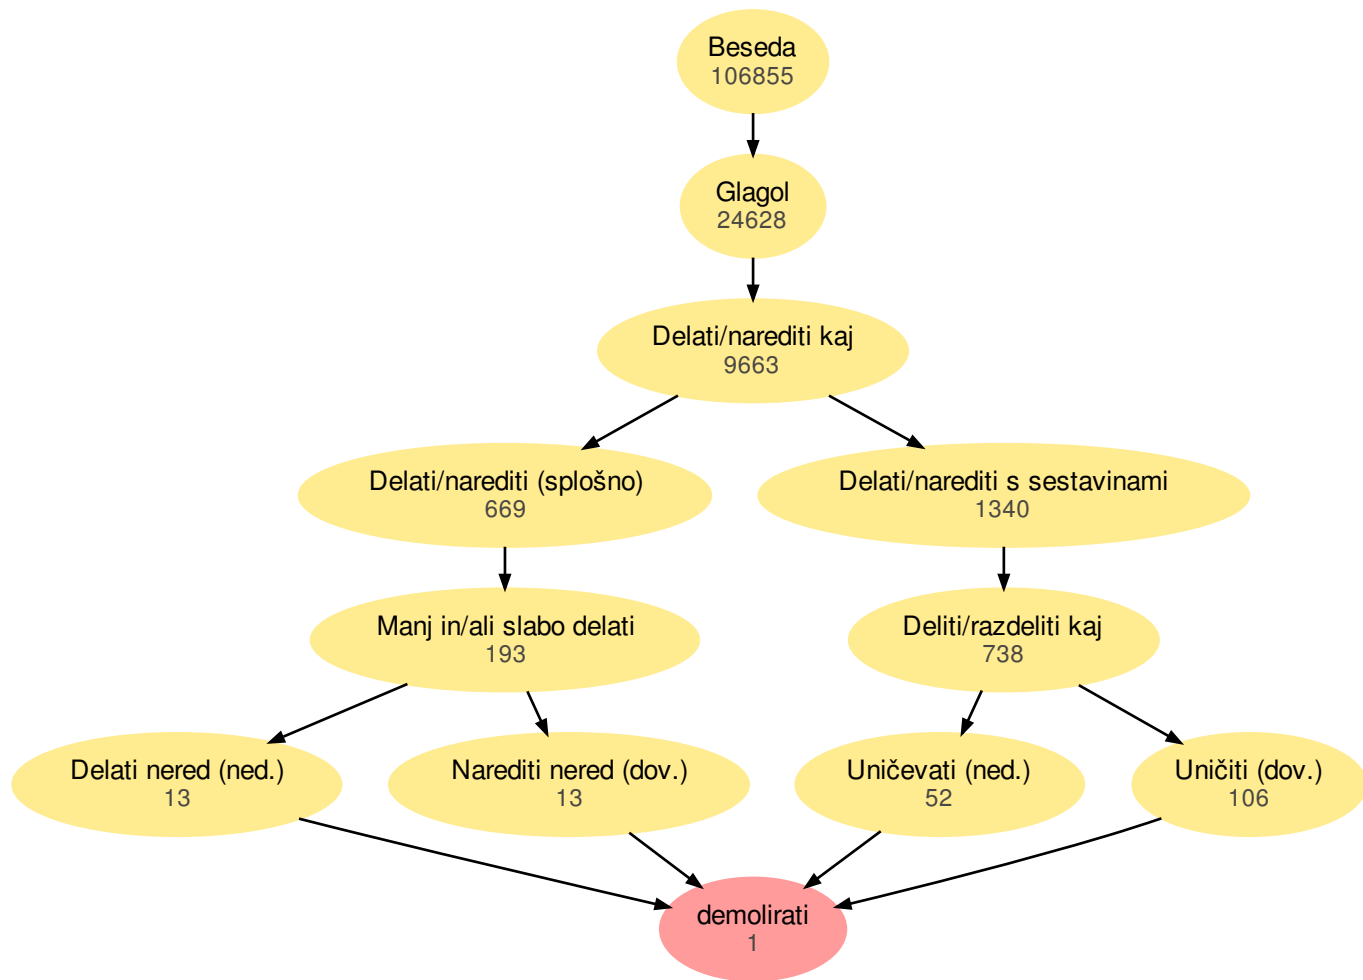 Beseda
106855
Glagol
24628
Delati/narediti kaj
9663
Delati/narediti (splošno)
669
Delati/narediti s sestavinami
1340
Manj in/ali slabo delati
193
Deliti/razdeliti kaj
738
Delati nered (ned.)
13
Narediti nered (dov.)
13
Uničevati (ned.)
52
Uničiti (dov.)
106
demolirati
1